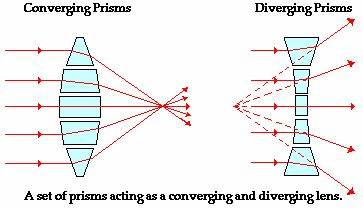 Converging Prisms
Diverging Prisms
A set of prisms acting as a converging and diverging lens.